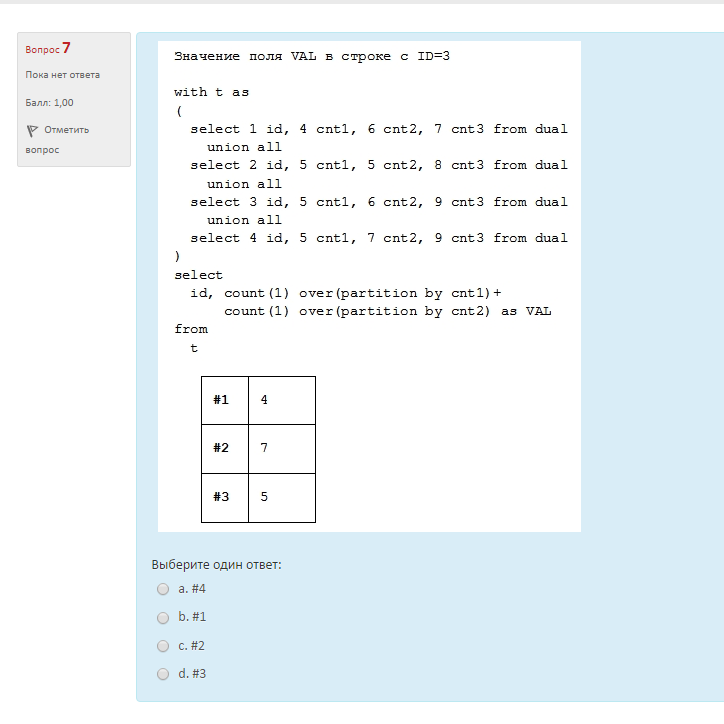 Вопрос 7
Пока нет ответа
Балл: 1,00
Отметить
вопрос
Значение поля VAL в строке с ID=3
with t as
(
select 1 id, 4 cnt1, 6 cnt2, 7 cnt3 from dual
union all
select 2 id, 5 cnt1, 5 cnt2, 8 cnt3 from dual
union all
select 3 id, 5 cnt1, 6 cnt2, 9 cnt3 from dual
union all
select 4 id, 5 cnt1, 7 cnt2, 9 cnt3 from dual
)
select
id, count(1) over(partition by cnt1)+
count(1) over(partition by cnt2) as VAL
from
t
#1 4
#2 7
#3 5
Выберите один ответ:
a. #4
b. #1
c. #2
d. #3